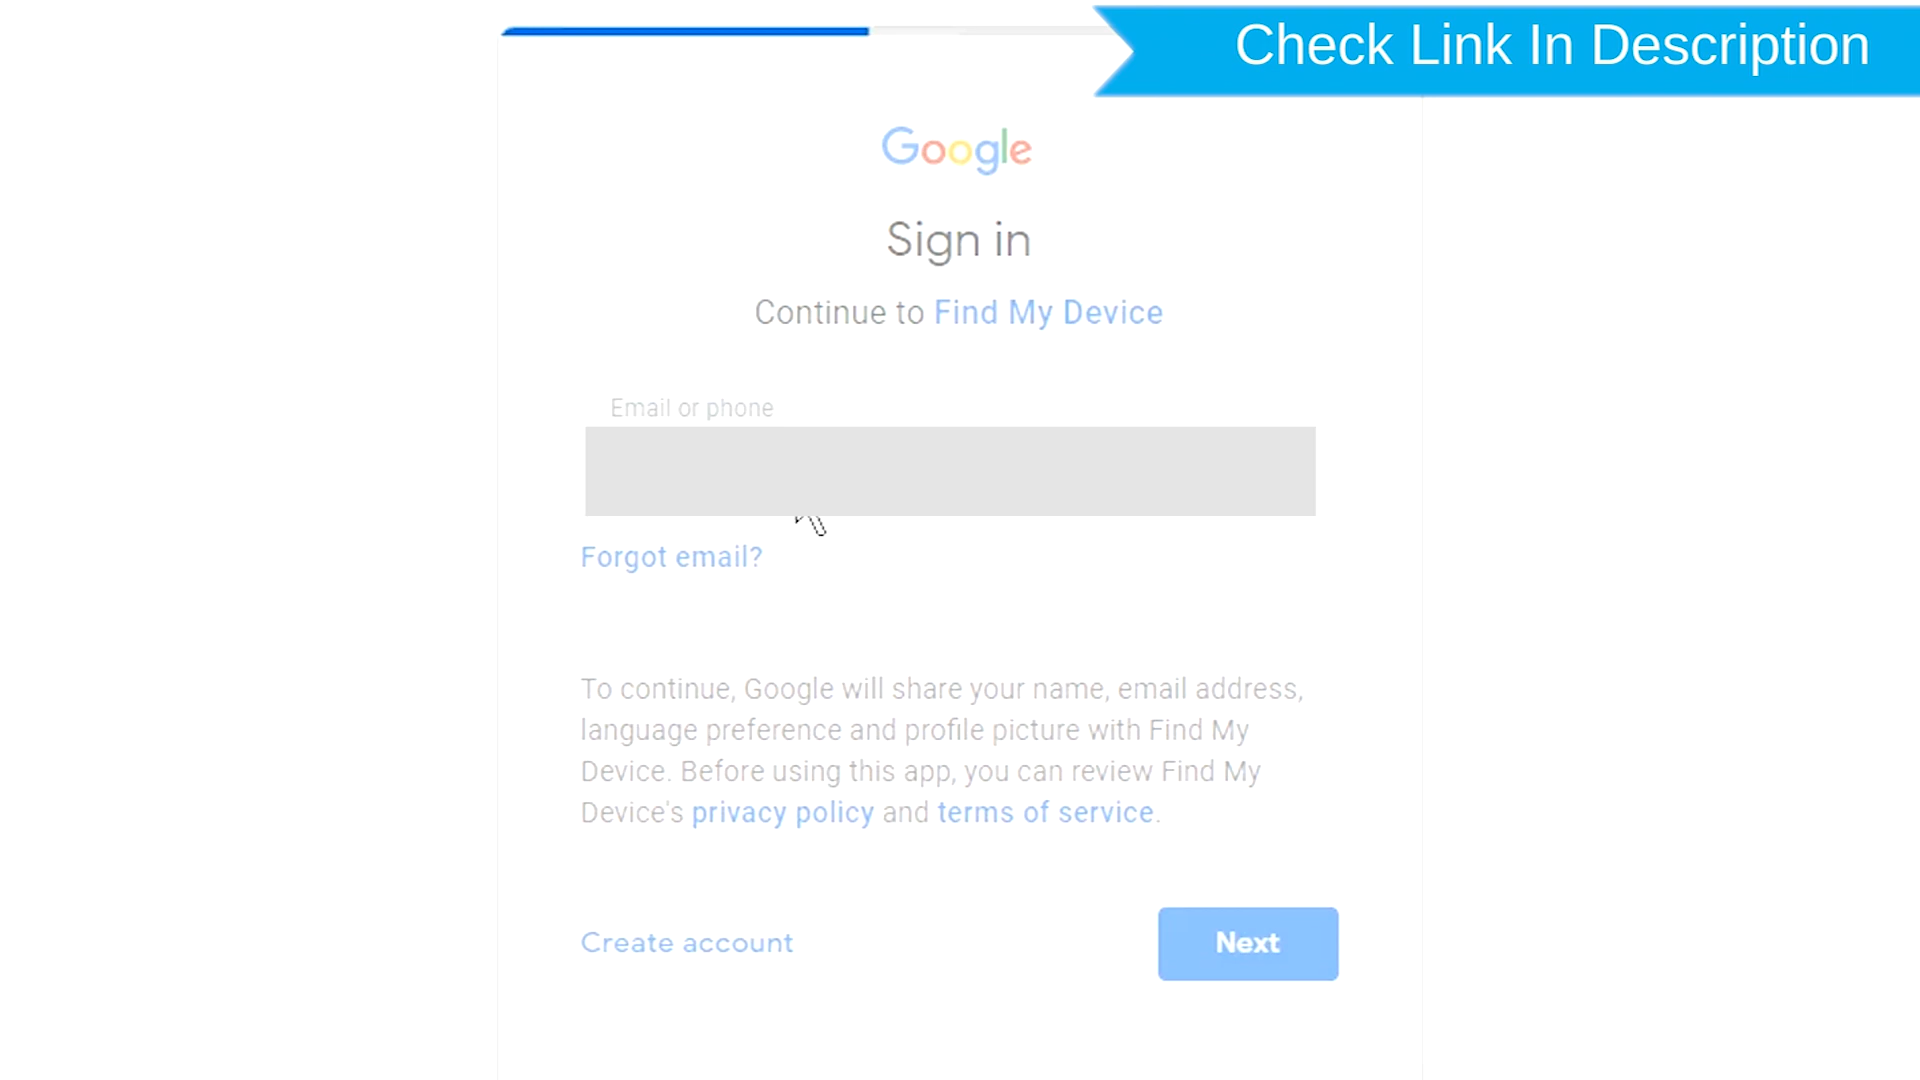 Check Link In Description
Google
Sign in
Continue to Find My Device
Email or phone
Forgot email?
To continue, Google will share your name, email address,
language preference and profile picture with Find My
Device. Before using this app, you can review Find My
Device's privacy policy and terms of service.
Create account
Next